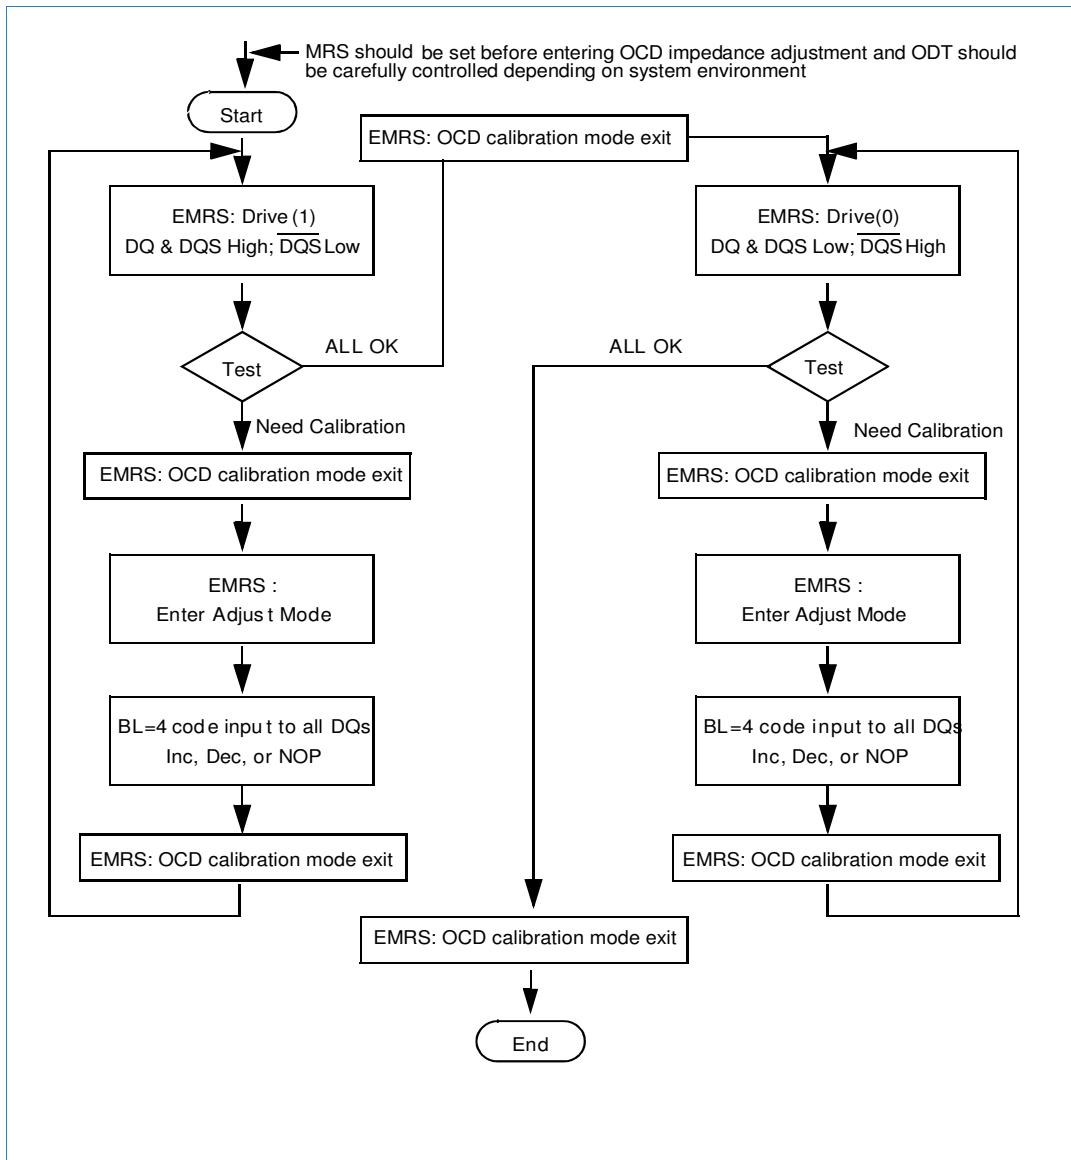 MRS should be set before entering OCD impedance adjustment and ODT should
be carefully controlled depending on system environment
Start
EMRS: OCD calibration mode exit
EMRS: Drive (1)
DQ & DQS High; D̅Q̅S̅ Low
Test
ALL OK
Need Calibration
EMRS: OCD calibration mode exit
EMRS :
Enter Adjust Mode
BL=4 code input to all DQs
Inc, Dec, or NOP
EMRS: OCD calibration mode exit
EMRS: Drive(0)
DQ & DQS Low; D̅Q̅S̅ High
Test
ALL OK
Need Calibration
EMRS: OCD calibration mode exit
EMRS :
Enter Adjust Mode
BL=4 code input to all DQs
Inc, Dec, or NOP
EMRS: OCD calibration mode exit
EMRS: OCD calibration mode exit
End